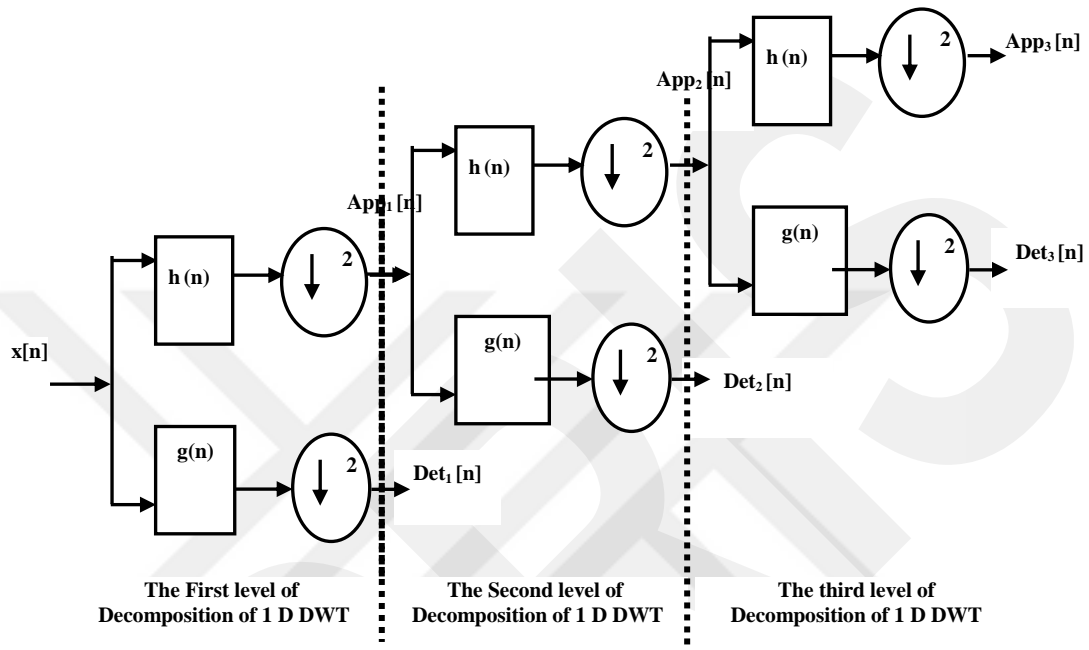 h (n)
2
App₃ [n]
App₂ [n]
h (n)
2
App₁ [n]
g(n)
2
Det₃ [n]
h (n)
2
g(n)
2
x[n]
Det₂ [n]
g(n)
2
Det₁ [n]
The First level of
Decomposition of 1 D DWT
The Second level of
Decomposition of 1 D DWT
The third level of
Decomposition of 1 D DWT